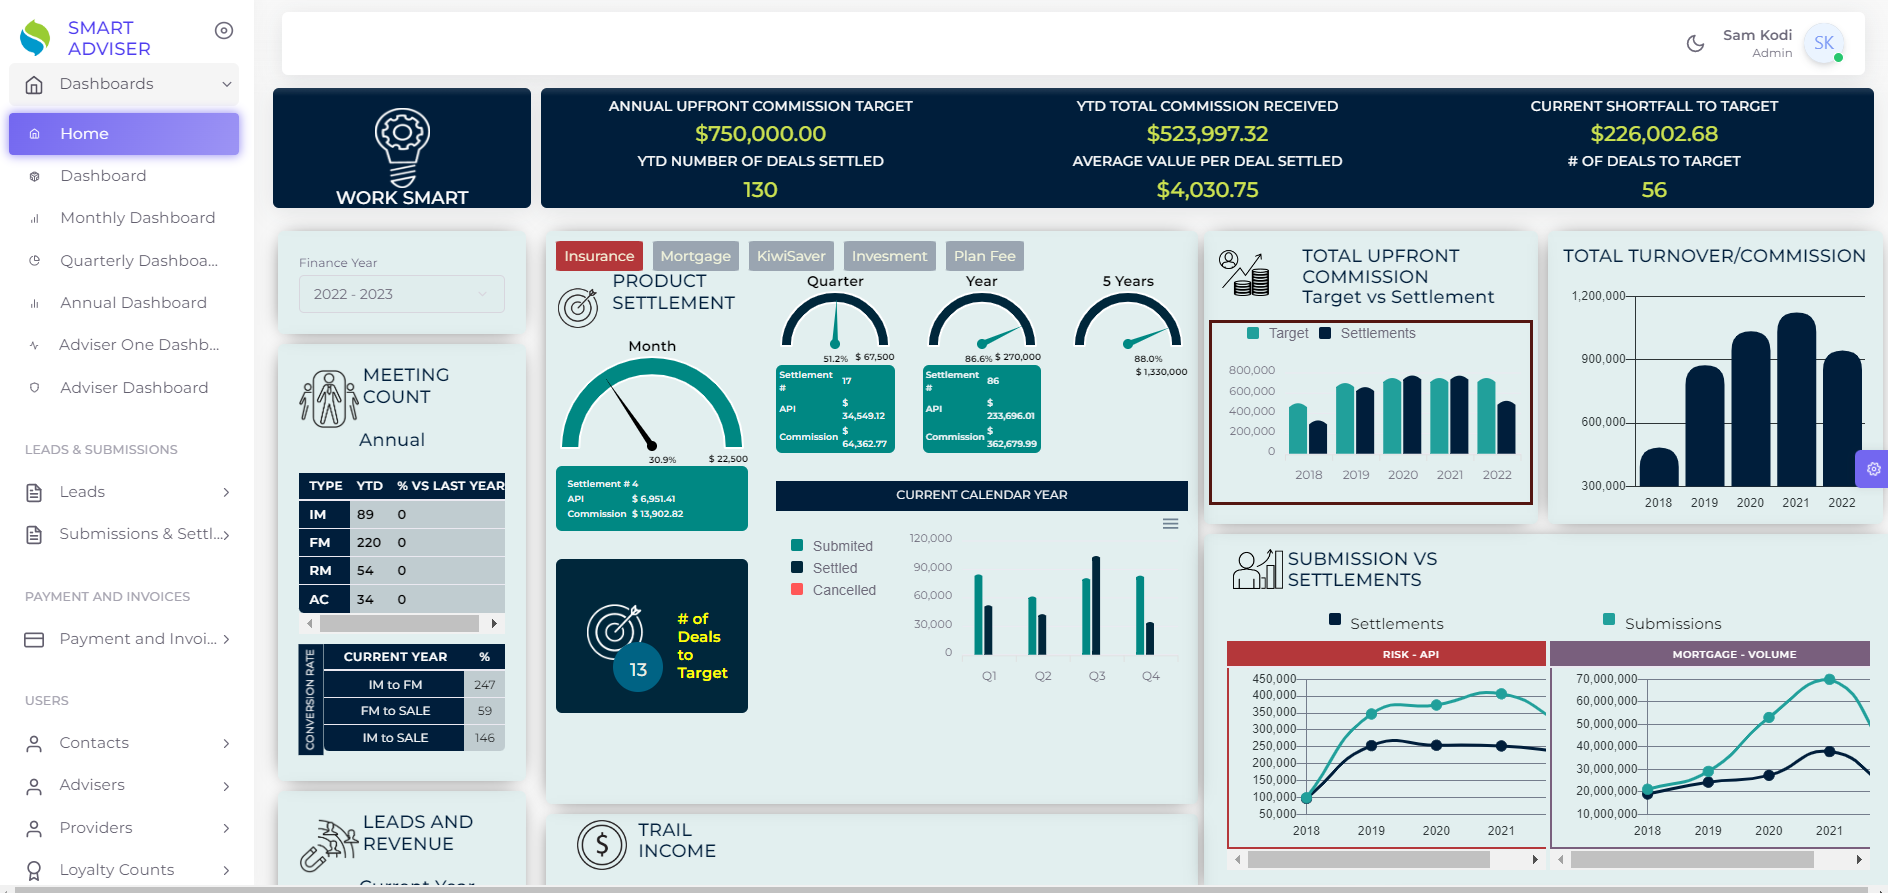 SMART
ADVISER
Dashboards
Home
Dashboard
Monthly Dashboard
Quarterly Dashboa...
Annual Dashboard
Adviser One Dashb...
Adviser Dashboard
LEADS & SUBMISSIONS
Leads
Submissions & Settl...
PAYMENT AND INVOICES
Payment and Invoi...
USERS
Contacts
Advisers
Providers
Loyalty Counts
Sam Kodi
Admin
SK
WORK SMART
ANNUAL UPFRONT COMMISSION TARGET
$750,000.00
YTD NUMBER OF DEALS SETTLED
130
YTD TOTAL COMMISSION RECEIVED
$523,997.32
AVERAGE VALUE PER DEAL SETTLED
$4,030.75
CURRENT SHORTFALL TO TARGET
$226,002.68
# OF DEALS TO TARGET
56
Finance Year
2022 - 2023
MEETING
COUNT
Annual
TYPE YTD % VS LAST YEAR
IM 89 0
FM 220 0
RM 54 0
AC 34 0
CONVERSION RATE
CURRENT YEAR %
IM to FM 247
FM to SALE 59
IM to SALE 146
LEADS AND
REVENUE
Current Year
Insurance Mortgage KiwiSaver Invesment Plan Fee
PRODUCT
SETTLEMENT
Month
30.9% $ 22,500
Settlement # 4
API $ 6,951.41
Commission $ 13,902.82
Quarter
51.2% $ 67,500
Settlement
# 17
API $
34,549.12
Commission $
64,362.77
Year
86.6% $ 270,000
Settlement
# 86
API $
233,696.01
Commission $
362,679.99
5 Years
88.0%
$ 1,330,000
13
# of
Deals
to
Target
CURRENT CALENDAR YEAR
Submited
Settled
Cancelled
120,000
90,000
60,000
30,000
0
Q1 Q2 Q3 Q4
TRAIL
INCOME
$
TOTAL UPFRONT
COMMISSION
Target vs Settlement
Target Settlements
800,000
600,000
400,000
200,000
0
2018 2019 2020 2021 2022
TOTAL TURNOVER/COMMISSION
1,200,000
900,000
600,000
300,000
2018 2019 2020 2021 2022
SUBMISSION VS
SETTLEMENTS
Settlements Submissions
RISK - API
450,000
400,000
350,000
300,000
250,000
200,000
150,000
100,000
50,000
2018 2019 2020 2021
MORTGAGE - VOLUME
70,000,000
60,000,000
50,000,000
40,000,000
30,000,000
20,000,000
10,000,000
2018 2019 2020 2021